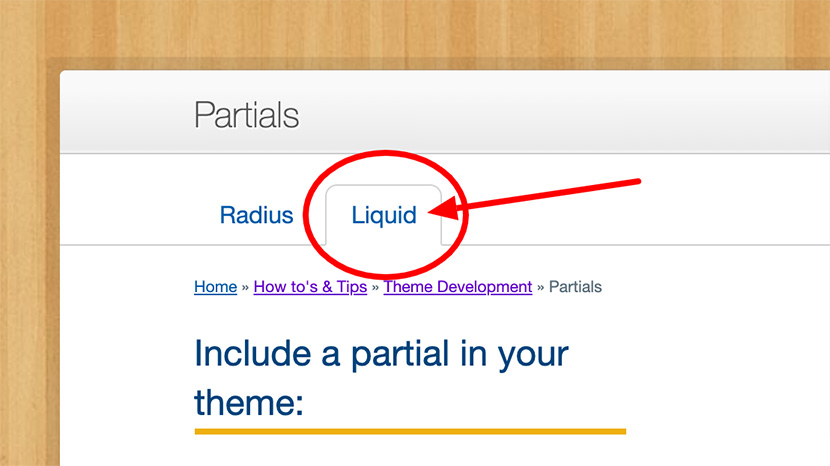 Partials
Radius Liquid
Home » How to's & Tips » Theme Development » Partials
Include a partial in your
theme: